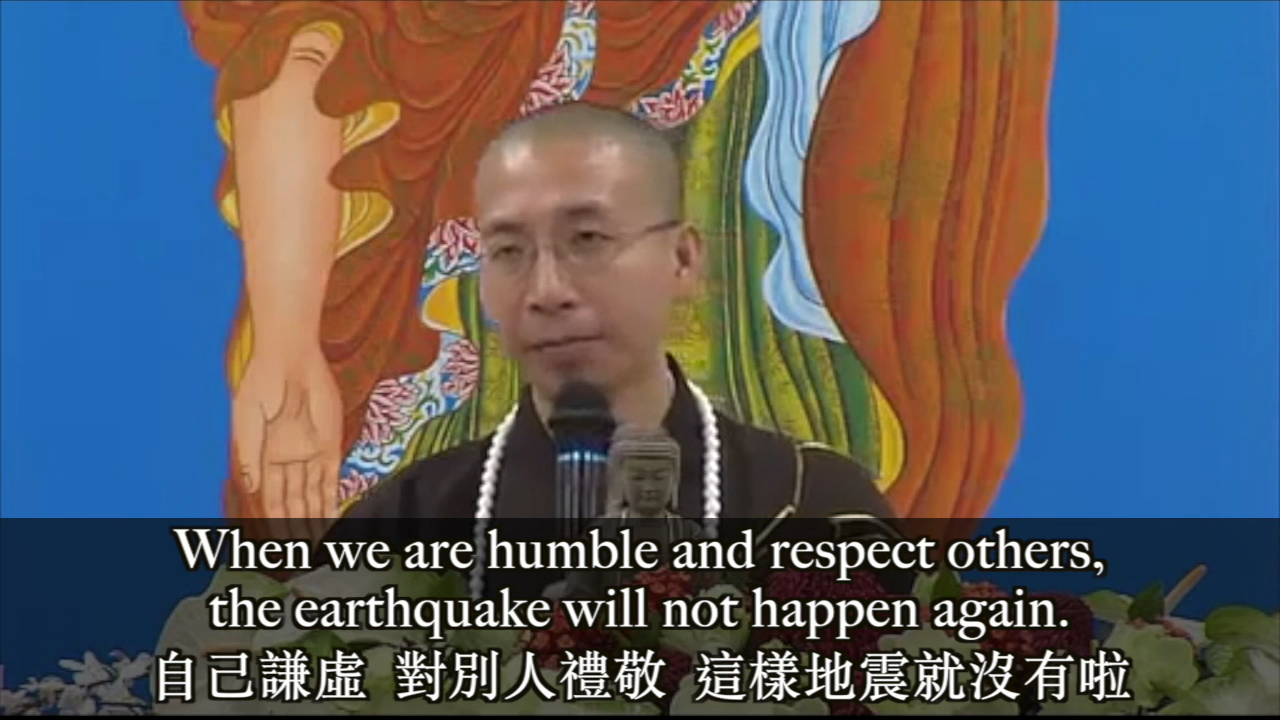 When we are humble and respect others,
the earthquake will not happen again.
自己謙虛 對別人禮敬 這樣地震就沒有啦